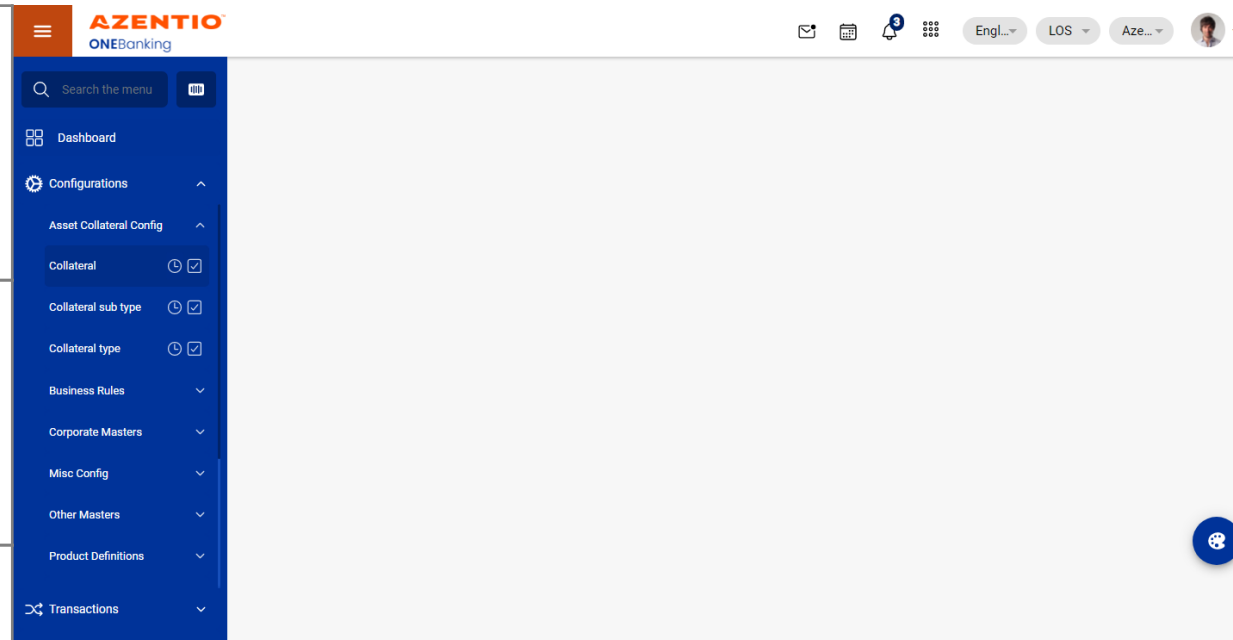 AZENTIO
ONEBanking
3
Engl...
LOS
Aze...
Search the menu
Dashboard
Configurations
Asset Collateral Config
Collateral
Collateral sub type
Collateral type
Business Rules
Corporate Masters
Misc Config
Other Masters
Product Definitions
Transactions